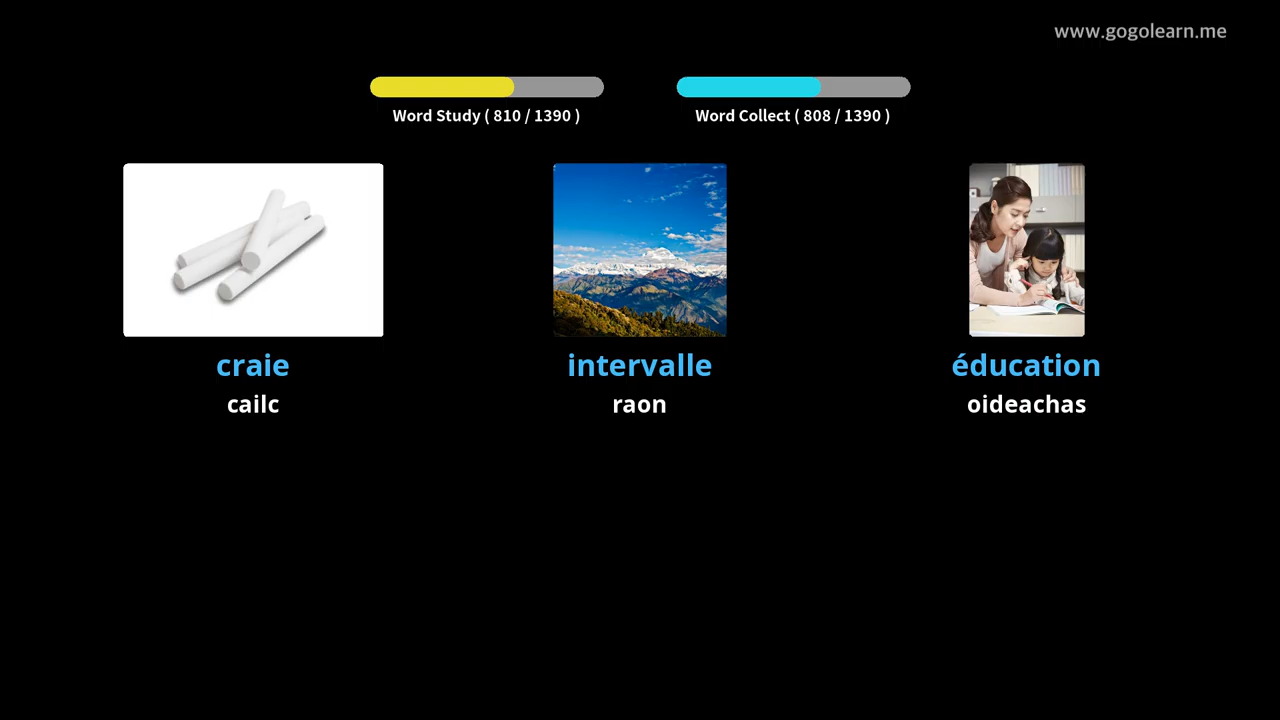 www.gogolearn.me
Word Study ( 810 / 1390 )
Word Collect ( 808 / 1390 )
craie
cailc
intervalle
raon
éducation
oideachas